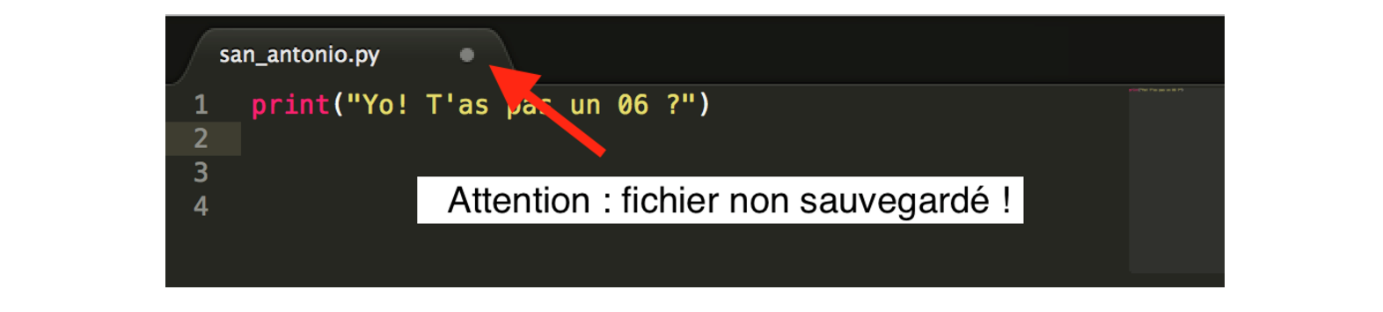 san_antonio.py
1 print("Yo! T'as pas un 06 ?")
2
3
4
Attention : fichier non sauvegardé !